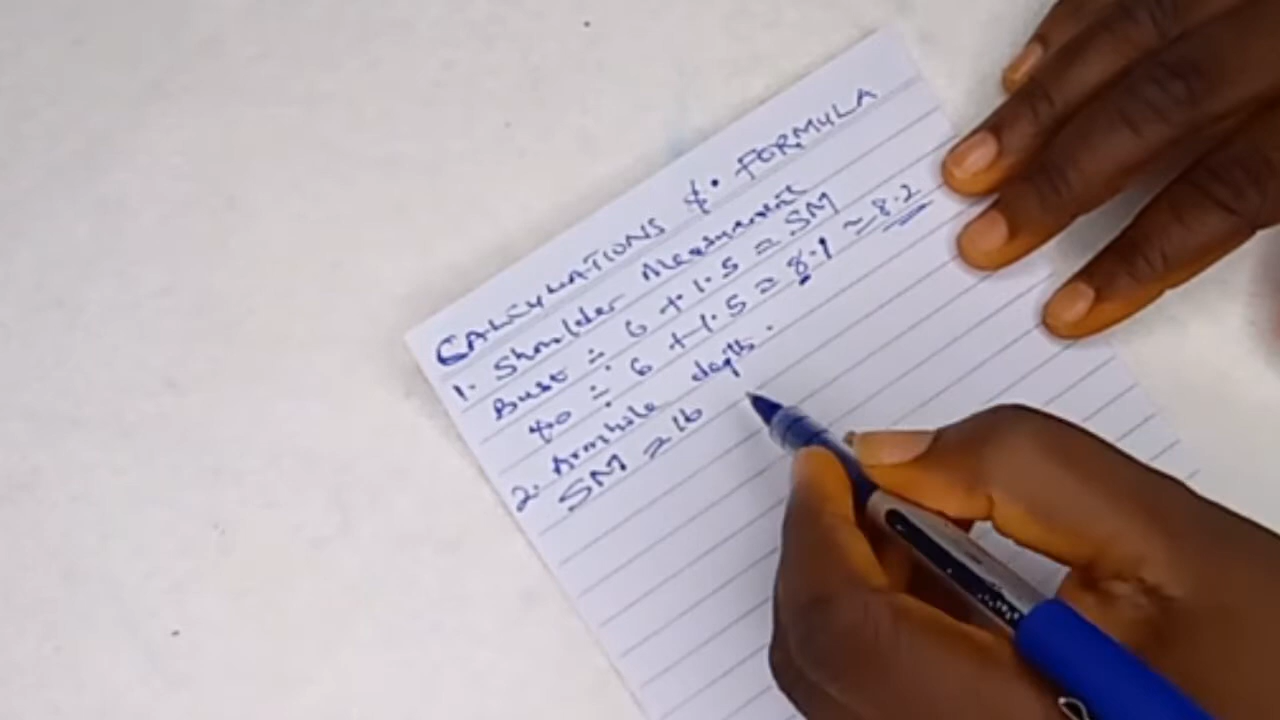 CALCULATIONS &. FORMULA
1. Shoulder Measurement
Bust ÷ 6 + 1.5 = SM
40 ÷ 6 + 1.5 = 8.1 = 8.2
2. Armhole depth.
SM = 16